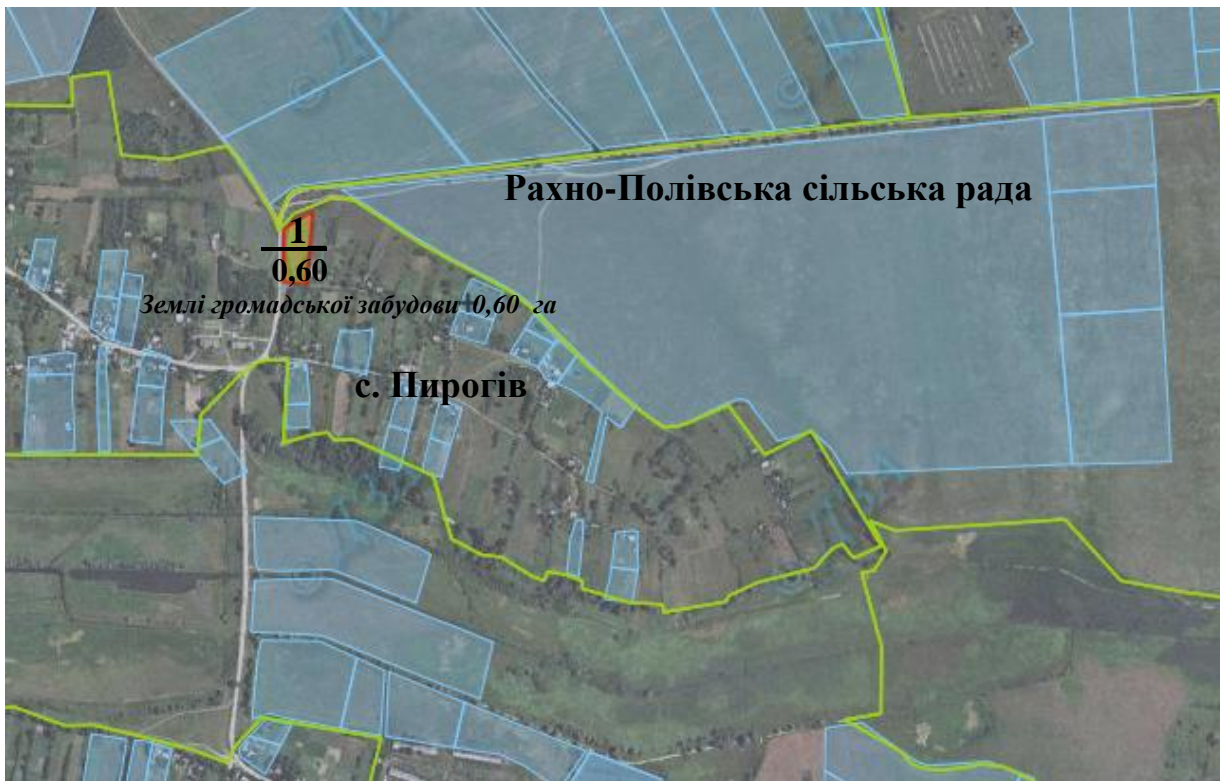 Рахно-Полівська сільська рада
1
0,60
Землі громадської забудови 0,60 га
с. Пирогів